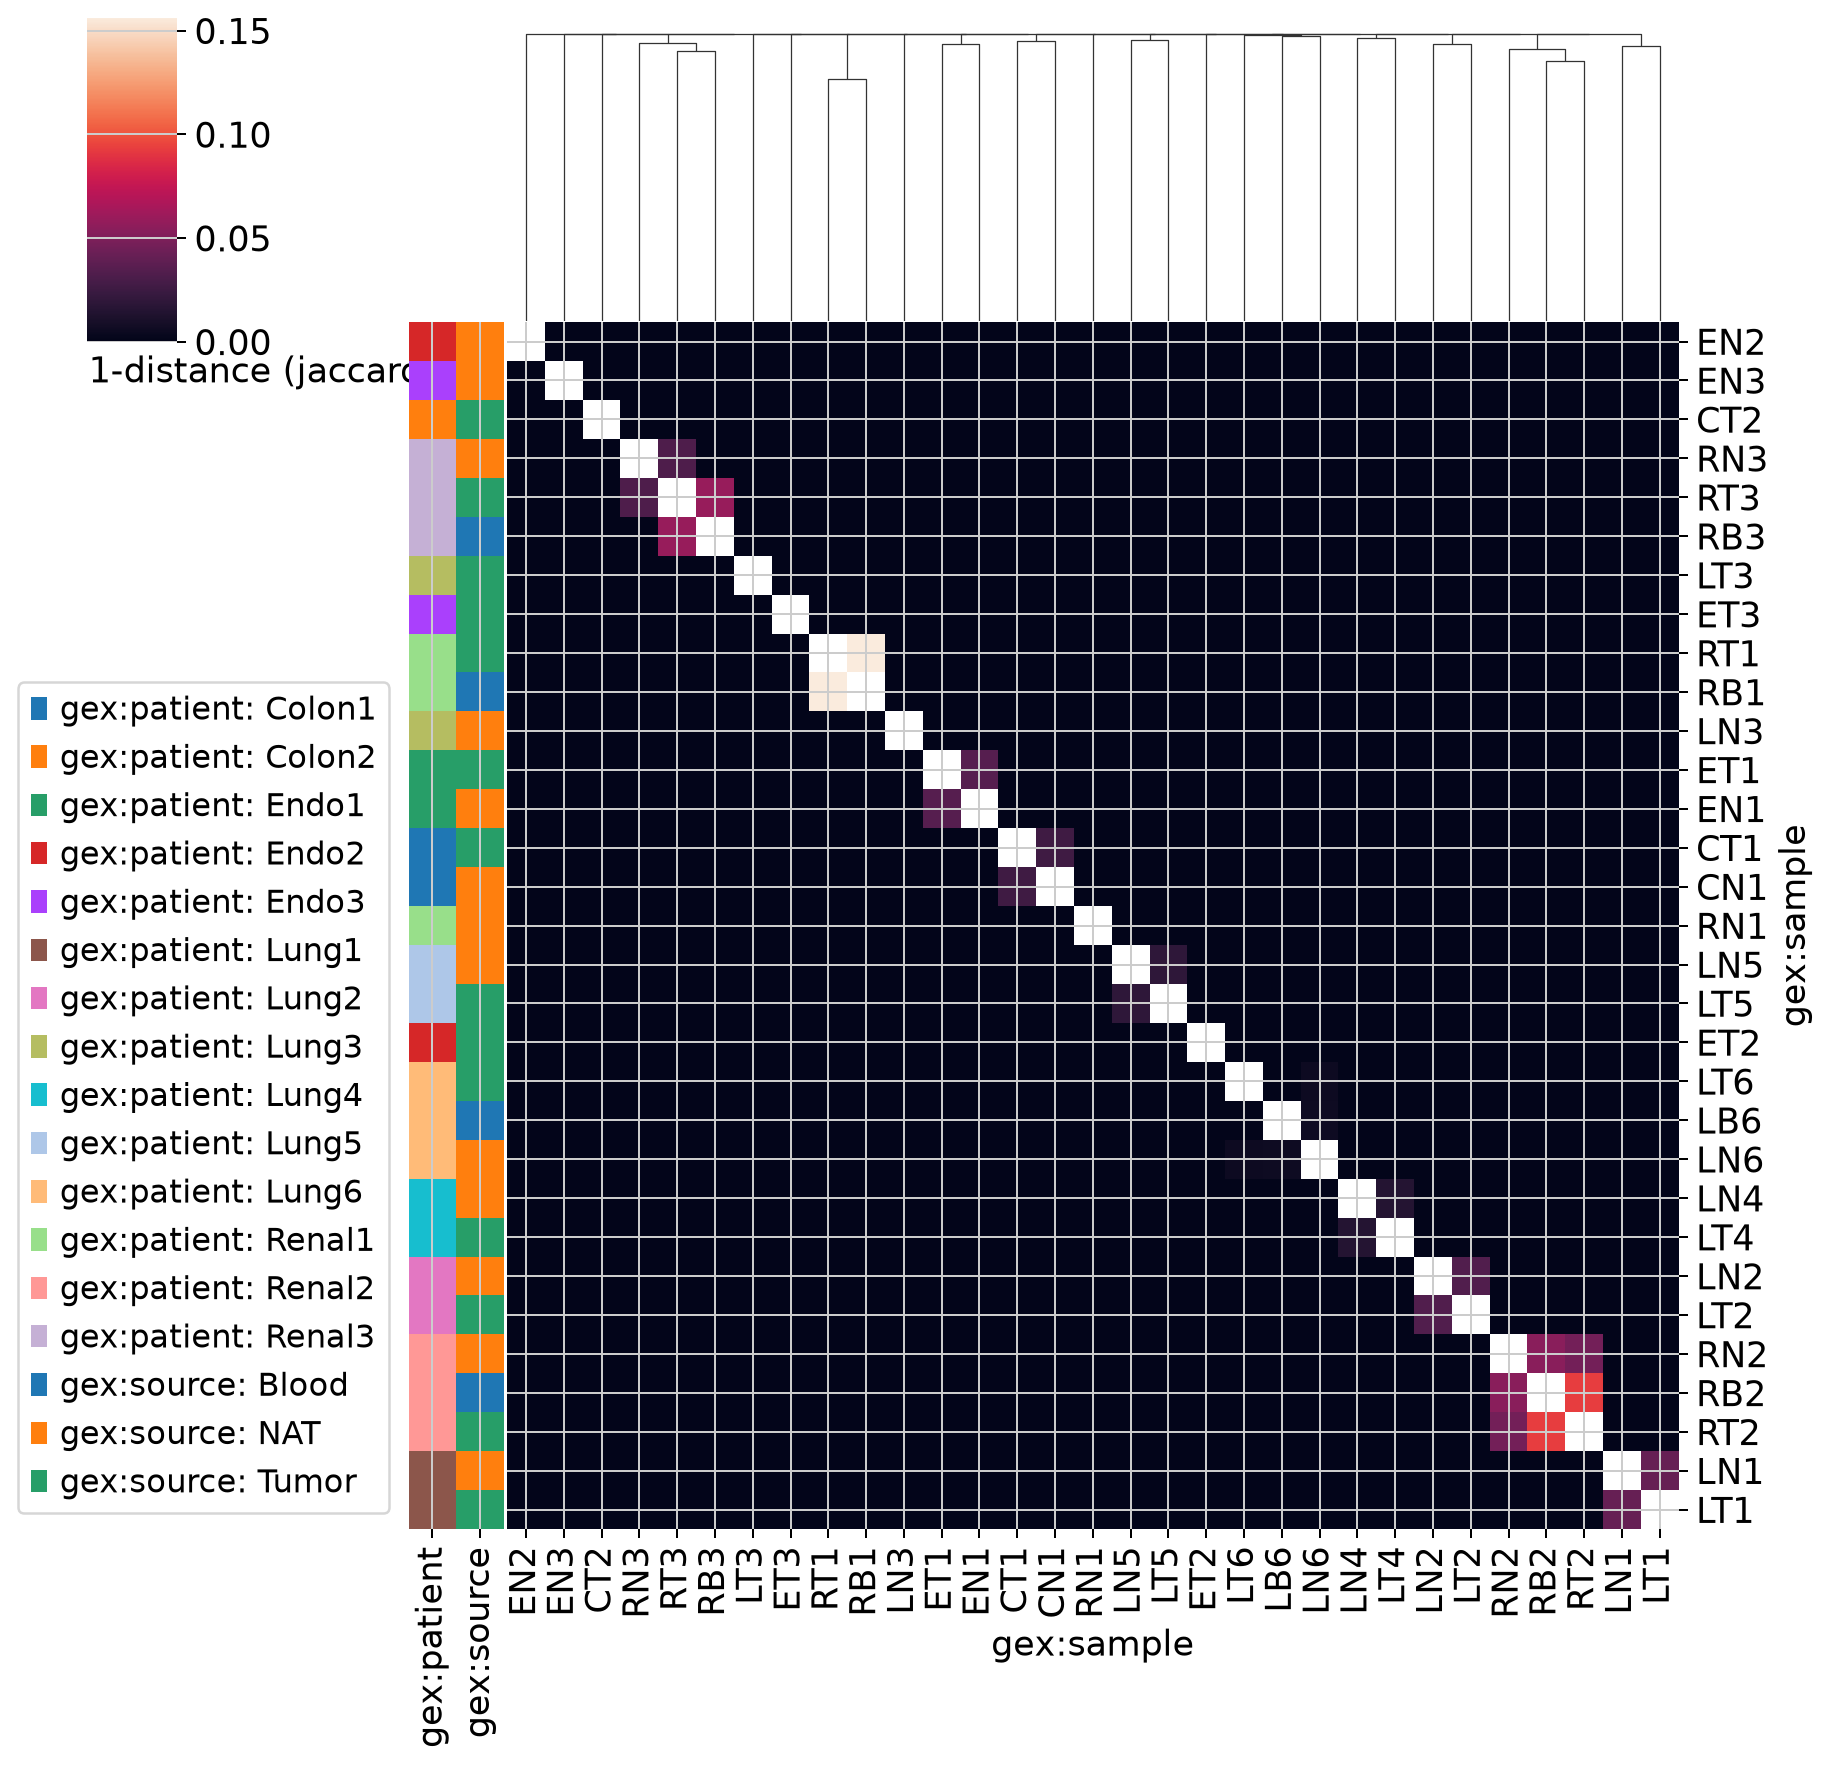 0.15
0.10
0.05
0.00
1-distance (jaccard
EN2
EN3
CT2
RN3
RT3
RB3
LT3
ET3
RT1
RB1
LN3
ET1
EN1
CT1
CN1
RN1
LN5
LT5
ET2
LT6
LB6
LN6
LN4
LT4
LN2
LT2
RN2
RB2
RT2
LN1
LT1
gex:sample
gex:patient: Colon1
gex:patient: Colon2
gex:patient: Endo1
gex:patient: Endo2
gex:patient: Endo3
gex:patient: Lung1
gex:patient: Lung2
gex:patient: Lung3
gex:patient: Lung4
gex:patient: Lung5
gex:patient: Lung6
gex:patient: Renal1
gex:patient: Renal2
gex:patient: Renal3
gex:source: Blood
gex:source: NAT
gex:source: Tumor
gex:patient
gex:source
EN2
EN3
CT2
RN3
RT3
RB3
LT3
ET3
RT1
RB1
LN3
ET1
EN1
CT1
CN1
RN1
LN5
LT5
ET2
LT6
LB6
LN6
LN4
LT4
LN2
LT2
RN2
RB2
RT2
LN1
LT1
gex:sample